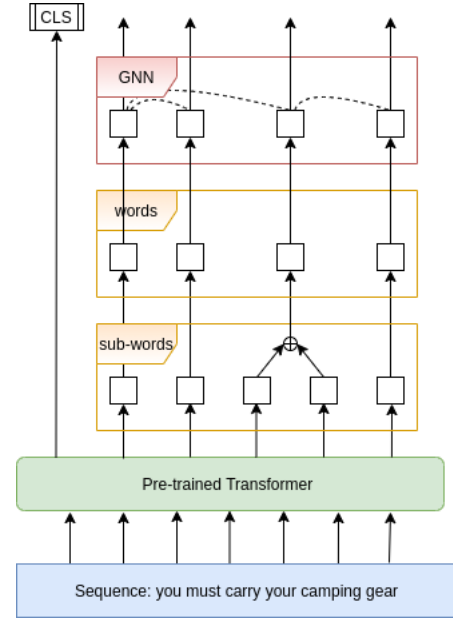 CLS
GNN
words
sub-words
Pre-trained Transformer
Sequence: you must carry your camping gear